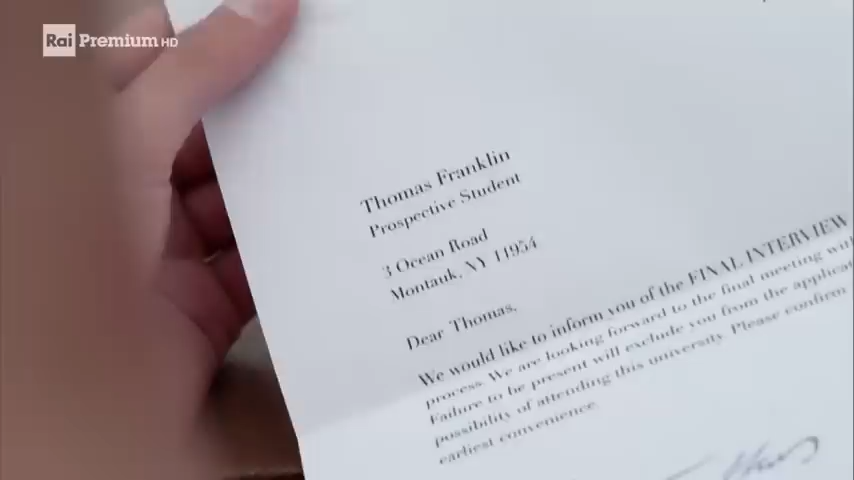 Rai Premium HD
Thomas Franklin
Prospective Student
3 Ocean Road
Montauk, NY 11954
Dear Thomas,
We would like to inform you of the FINAL INTERVIEW
process. We are looking forward to the final meeting with
Failure to be present will exclude you from the
possibility of attending this university. Please confirm
earliest convenience.